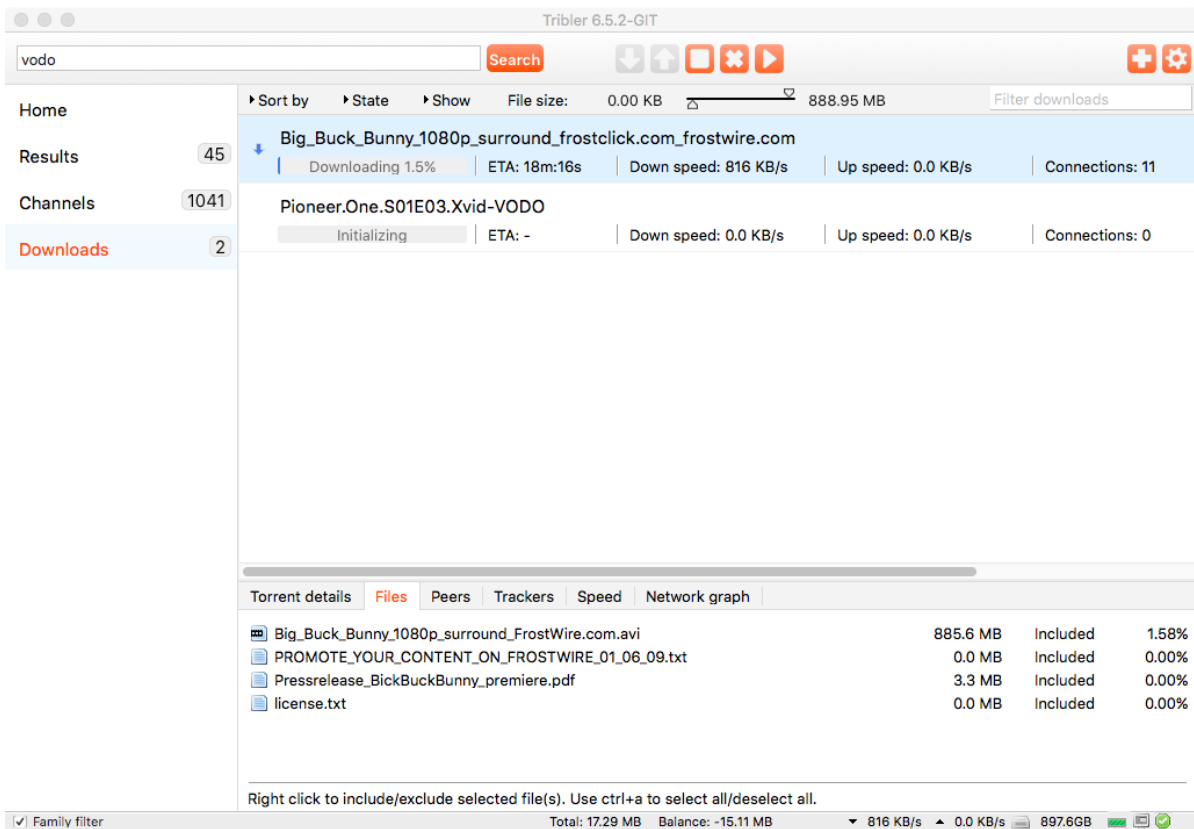 Tribler 6.5.2-GIT
vodo Search
Home
Results 45
Channels 1041
Downloads 2
Sort by State Show File size: 0.00 KB 888.95 MB Filter downloads
Big_Buck_Bunny_1080p_surround_frostclick.com_frostwire.com
Downloading 1.5% ETA: 18m:16s Down speed: 816 KB/s Up speed: 0.0 KB/s Connections: 11
Pioneer.One.S01E03.Xvid-VODO
Initializing ETA: - Down speed: 0.0 KB/s Up speed: 0.0 KB/s Connections: 0
Torrent details Files Peers Trackers Speed Network graph
Big_Buck_Bunny_1080p_surround_FrostWire.com.avi 885.6 MB Included 1.58%
PROMOTE_YOUR_CONTENT_ON_FROSTWIRE_01_06_09.txt 0.0 MB Included 0.00%
Pressrelease_BickBuckBunny_premiere.pdf 3.3 MB Included 0.00%
license.txt 0.0 MB Included 0.00%
Right click to include/exclude selected file(s). Use ctrl+a to select all/deselect all.
Family filter Total: 17.29 MB Balance: -15.11 MB 816 KB/s 0.0 KB/s 897.6GB